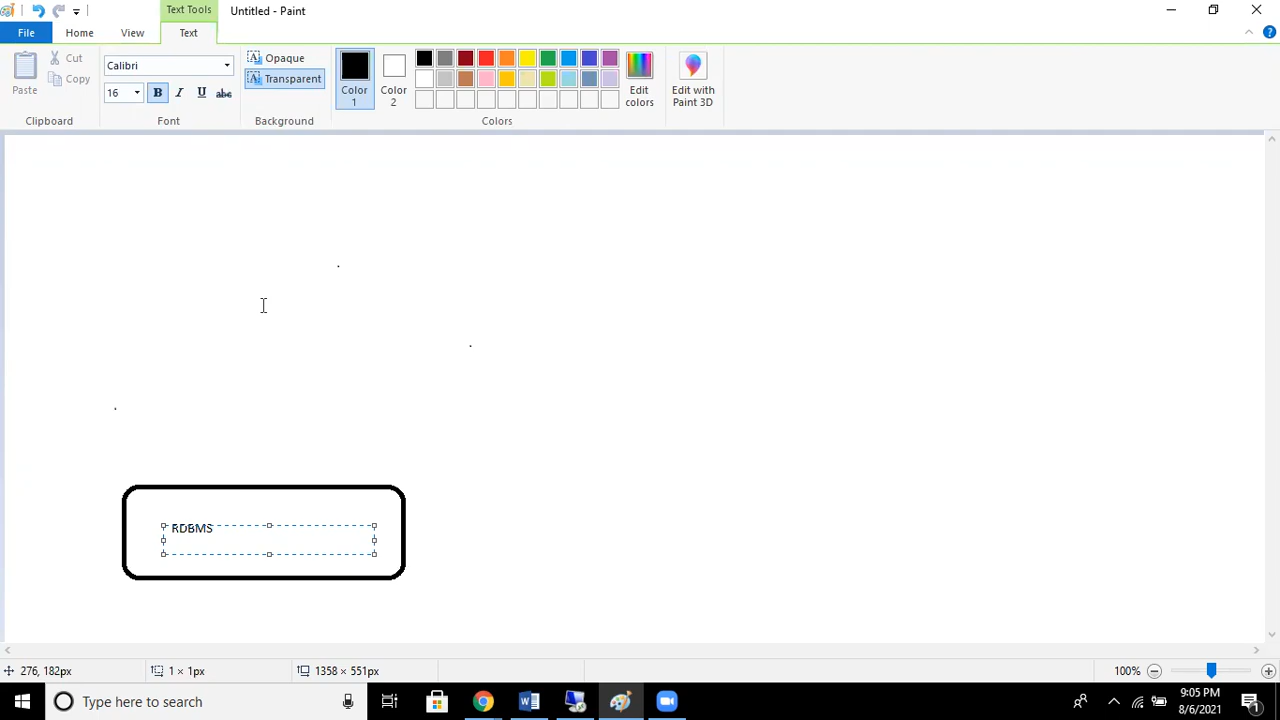 Text Tools
Untitled - Paint
File
Home
View
Text
Paste
Cut
Copy
Clipboard
Calibri
16
B
I
U
abc
Font
A
Opaque
A
Transparent
Background
Color
1
Color
2
Edit
colors
Colors
Edit with
Paint 3D
RDBMS
276, 182px
1 × 1px
1358 × 551px
100%
Type here to search
W
9:05 PM
8/6/2021
1